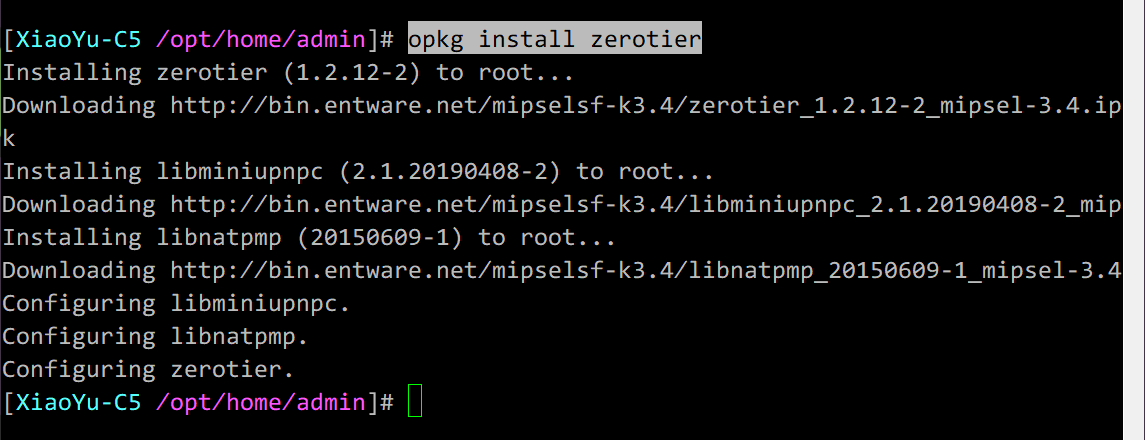 [XiaoYu-C5 /opt/home/admin]# opkg install zerotier
Installing zerotier (1.2.12-2) to root...
Downloading http://bin.entware.net/mipselsf-k3.4/zerotier_1.2.12-2_mipsel-3.4.ip
k
Installing libminiupnpc (2.1.20190408-2) to root...
Downloading http://bin.entware.net/mipselsf-k3.4/libminiupnpc_2.1.20190408-2_mip
Installing libnatpmp (20150609-1) to root...
Downloading http://bin.entware.net/mipselsf-k3.4/libnatpmp_20150609-1_mipsel-3.4
Configuring libminiupnpc.
Configuring libnatpmp.
Configuring zerotier.
[XiaoYu-C5 /opt/home/admin]#